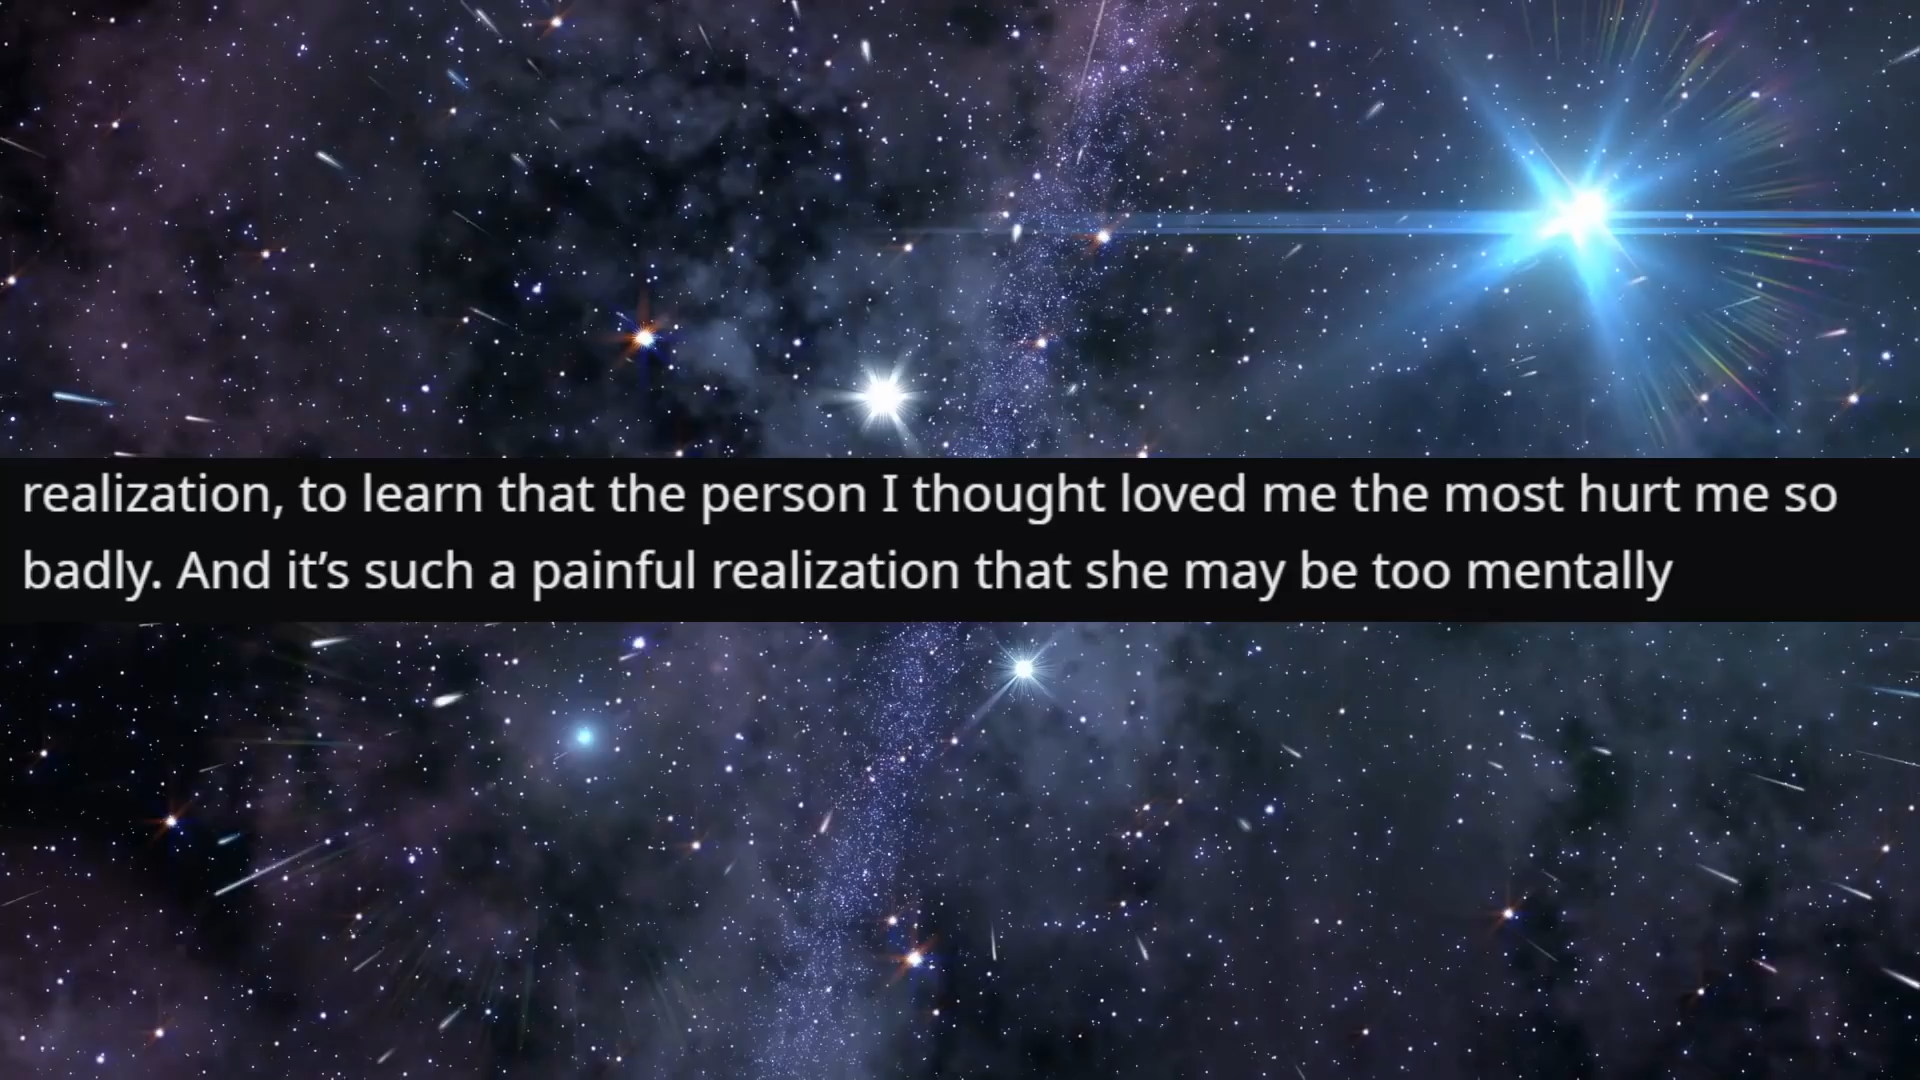 realization, to learn that the person I thought loved me the most hurt me so
badly. And it’s such a painful realization that she may be too mentally